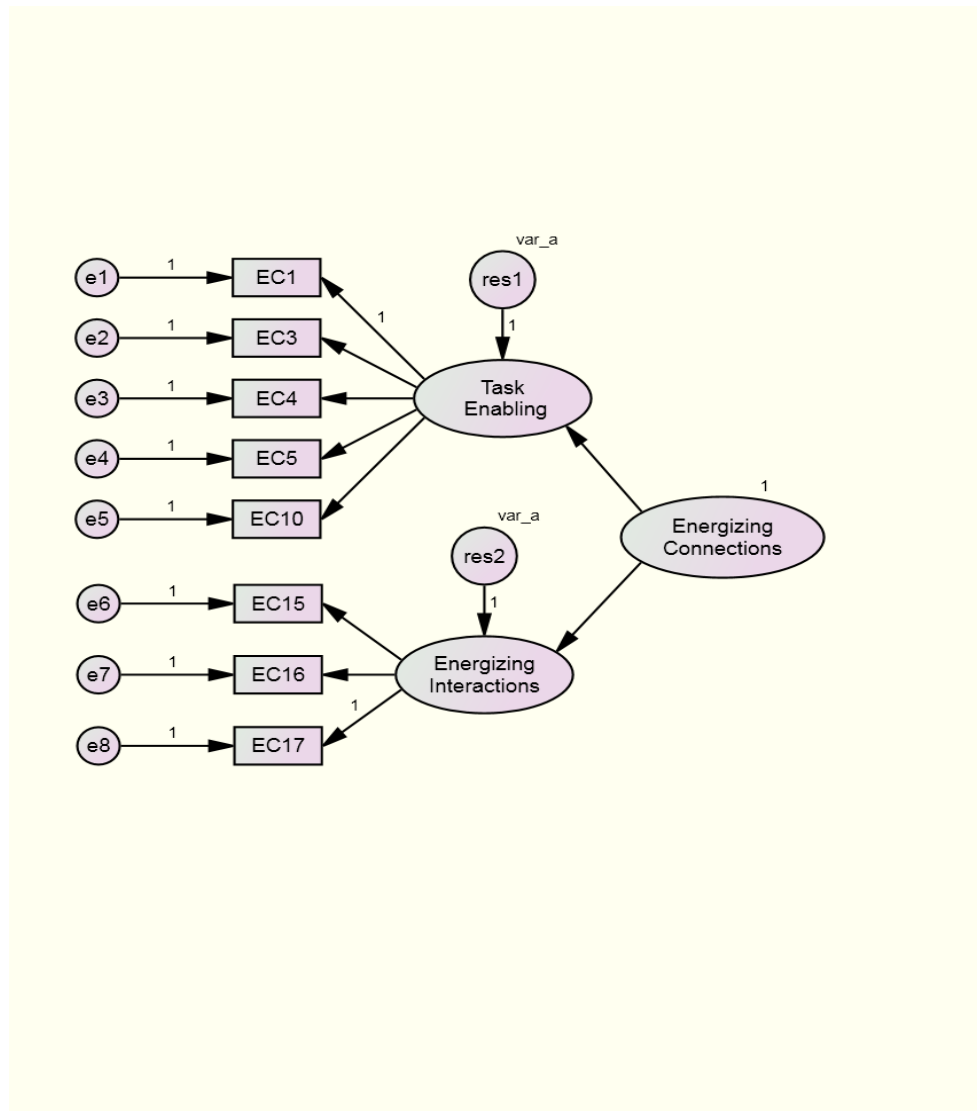 var_a
res1
1
e1
1
EC1
1
e2
1
EC3
e3
1
EC4
Task
Enabling
e4
1
EC5
e5
1
EC10
1
Energizing
Connections
var_a
res2
1
e6
1
EC15
e7
1
EC16
Energizing
Interactions
1
e8
1
EC17